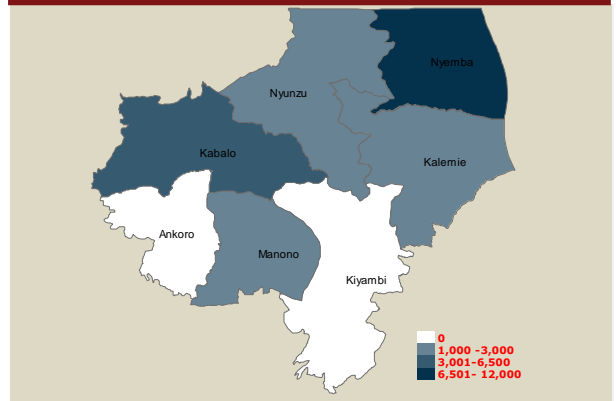 Nyemba
Nyunzu
Kabalo
Kalemie
Ankoro
Manono
Kiyambi
0
1,000 -3,000
3,001-6,500
6,501- 12,000